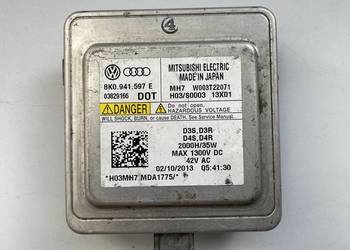 4
MITSUBISHI ELECTRIC
MADE IN JAPAN
8K0.941.597 E
03829166 DOT
MH7 W003T22071
H03/S0003 13X01
DANGER
Do not open.
HAZARDOUS VOLTAGE
WILL SHOCK, BURN, or cause DEATH. See Service Manual.
D3S,D3R
D4S,D4R
2000H/35W
MAX 1300V DC
42V AC
02/10/2013 05:41:30
*H03MH7 MDA1775/*